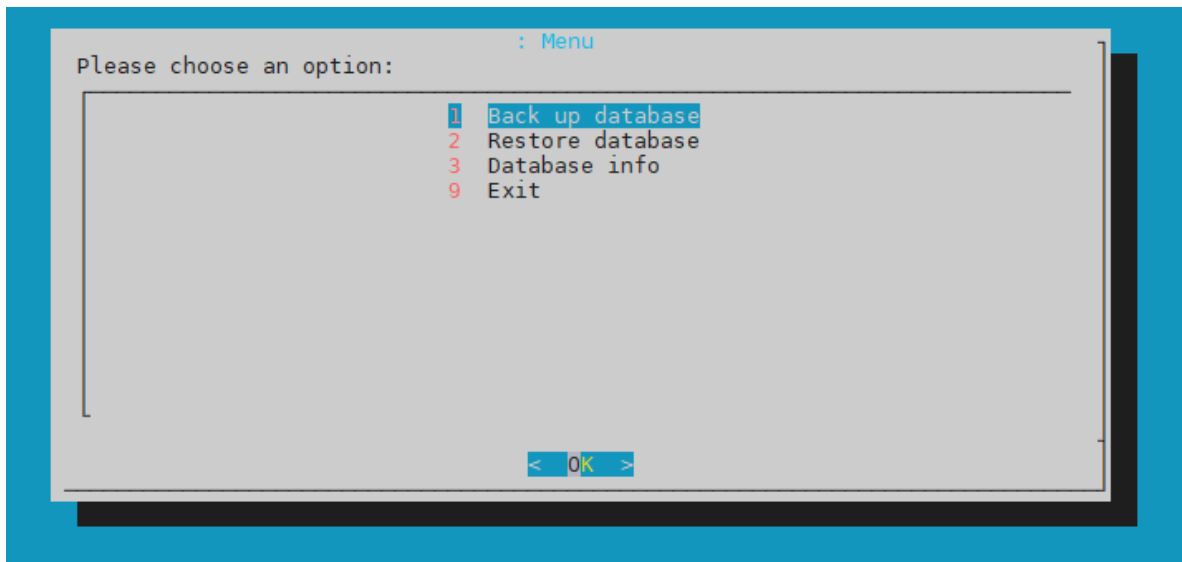 : Menu
Please choose an option:
1 Back up database
2 Restore database
3 Database info
9 Exit
< OK >